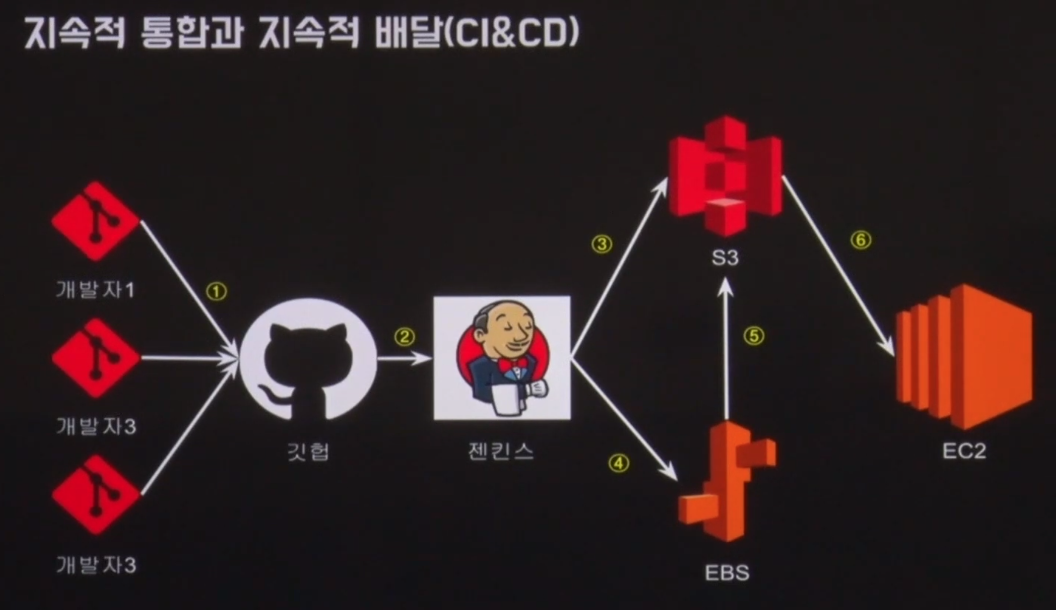 지속적 통합과 지속적 배달(CI&CD)
개발자1
개발자3
개발자3
①
깃헙
②
젠킨스
③
④
S3
⑤
EBS
⑥
EC2